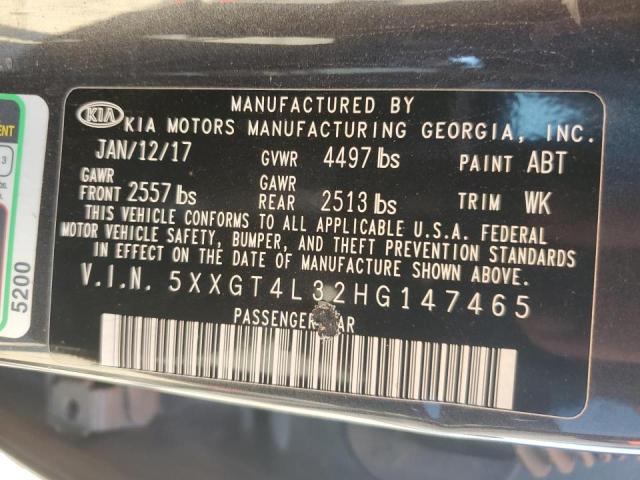 MANUFACTURED BY
KIA KIA MOTORS MANUFACTURING GEORGIA, INC.
JAN/12/17 GVWR 4497 lbs PAINT ABT
GAWR GAWR
FRONT 2557 lbs REAR 2513 lbs TRIM WK
THIS VEHICLE CONFORMS TO ALL APPLICABLE U.S.A. FEDERAL
MOTOR VEHICLE SAFETY, BUMPER, AND THEFT PREVENTION STANDARDS
IN EFFECT ON THE DATE OF MANUFACTURE SHOWN ABOVE.
V.I.N. 5XXGT4L32HG147465
PASSENGER CAR
5200